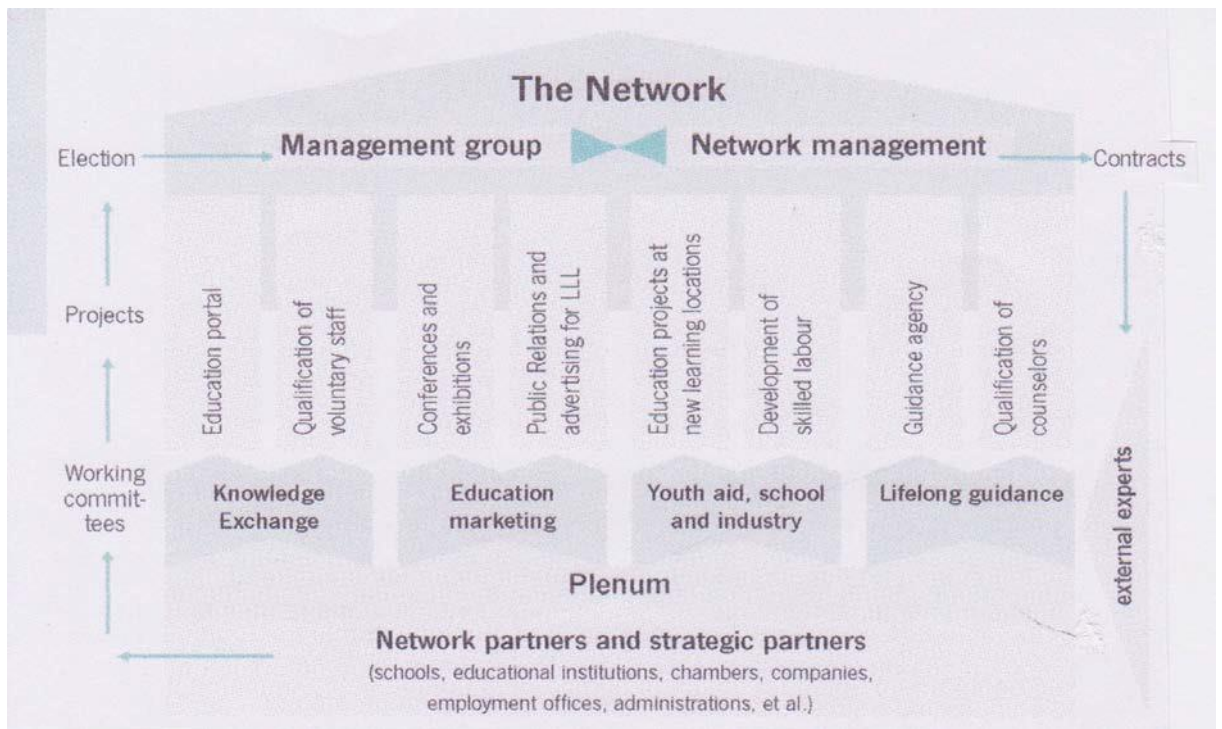 The Network
Management group
Network management
Election
Contracts
Projects
Education portal
Qualification of
voluntary staff
Conferences and
exhibitions
Public Relations and
advertising for LLL
Education projects at
new learning locations
Development of
skilled labour
Guidance agency
Qualification of
counselors
Working
commit-
tees
Knowledge
Exchange
Education
marketing
Youth aid, school
and industry
Lifelong guidance
external experts
Plenum
Network partners and strategic partners
(schools, educational institutions, chambers, companies,
employment offices, administrations, et al.)